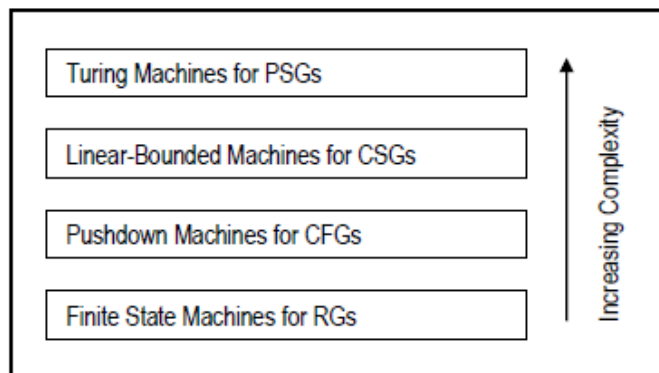 Turing Machines for PSGs
Linear-Bounded Machines for CSGs
Pushdown Machines for CFGs
Finite State Machines for RGs
Increasing Complexity